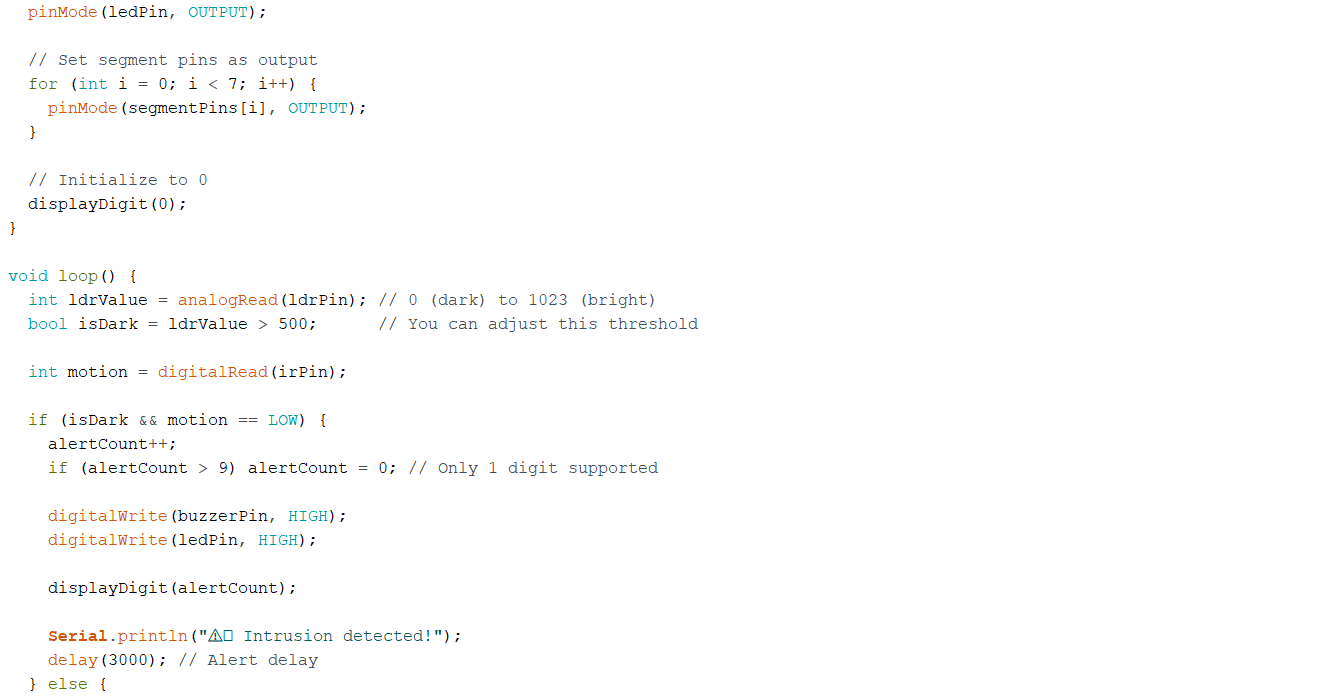 pinMode(ledPin, OUTPUT);
// Set segment pins as output
for (int i = 0; i < 7; i++) {
pinMode(segmentPins[i], OUTPUT);
}
// Initialize to 0
displayDigit(0);
}
void loop() {
int ldrValue = analogRead(ldrPin); // 0 (dark) to 1023 (bright)
bool isDark = ldrValue > 500; // You can adjust this threshold
int motion = digitalRead(irPin);
if (isDark && motion == LOW) {
alertCount++;
if (alertCount > 9) alertCount = 0; // Only 1 digit supported
digitalWrite(buzzerPin, HIGH);
digitalWrite(ledPin, HIGH);
displayDigit(alertCount);
Serial.println("⚠▯ Intrusion detected!");
delay(3000); // Alert delay
} else {